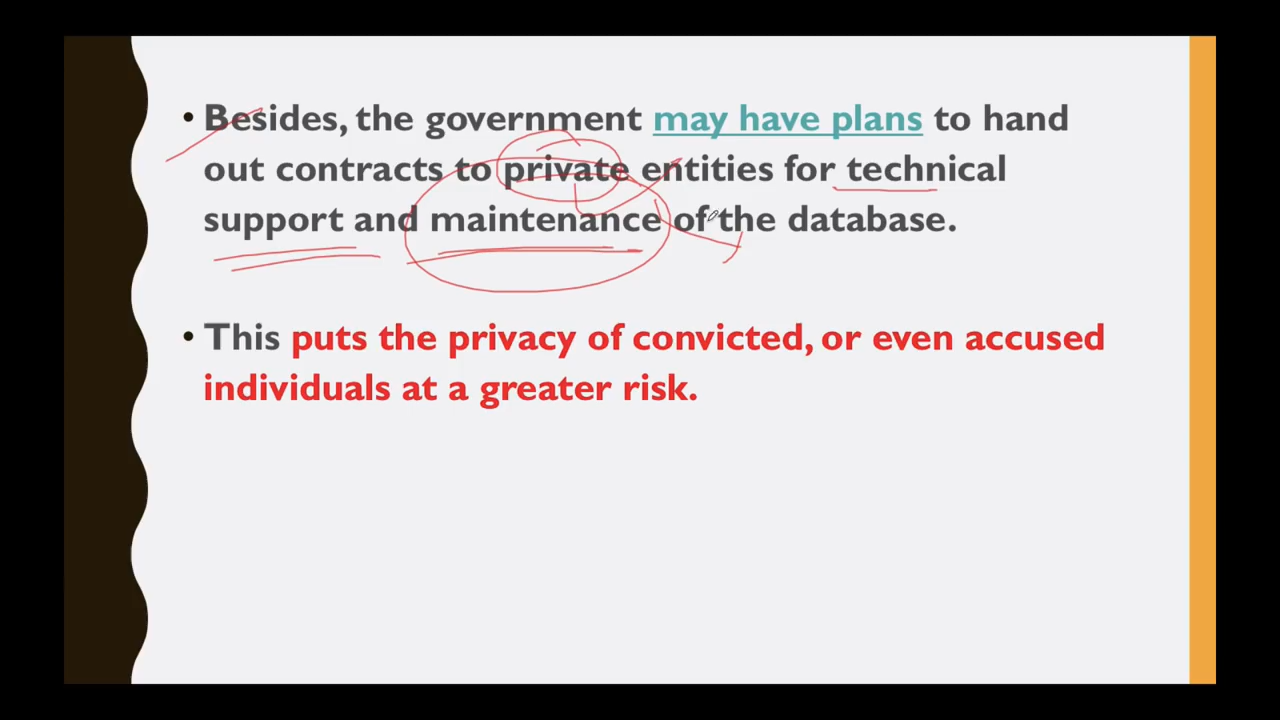 • Besides, the government may have plans to hand
out contracts to private entities for technical
support and maintenance of the database.
• This puts the privacy of convicted, or even accused
individuals at a greater risk.